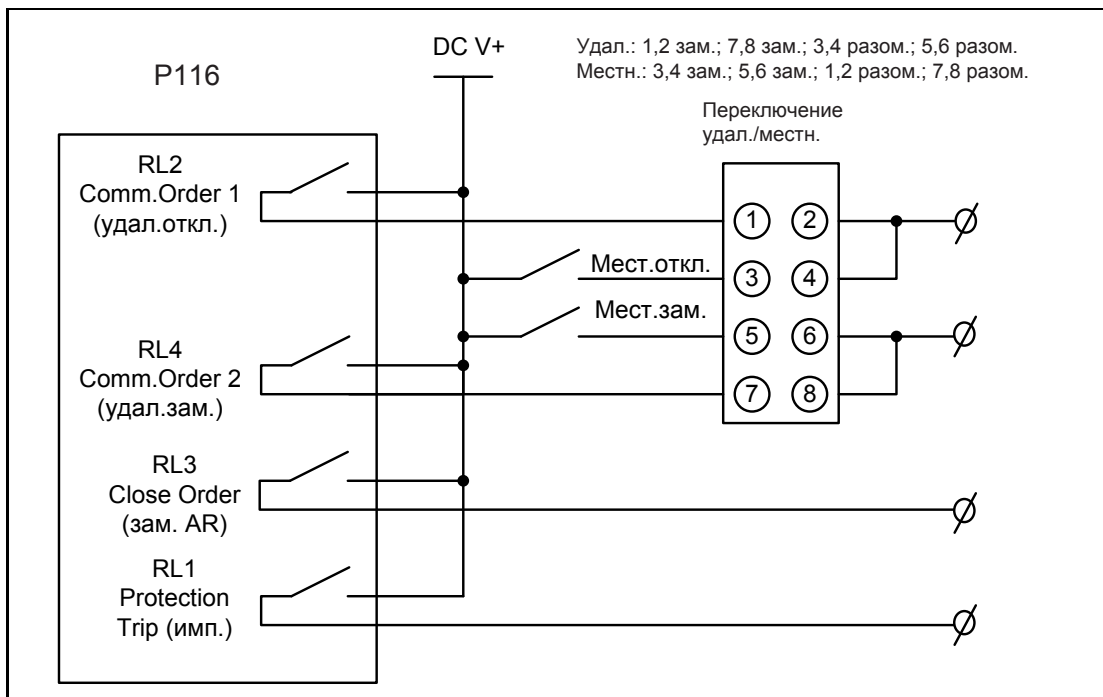 DC V+
P116
Удал.: 1,2 зам.; 7,8 зам.; 3,4 разом.; 5,6 разом.
Местн.: 3,4 зам.; 5,6 зам.; 1,2 разом.; 7,8 разом.
Переключение
удал./местн.
RL2
Comm.Order 1
(удал.откл.)
1 2
Мест.откл.
3 4
Мест.зам.
5 6
RL4
Comm.Order 2
(удал.зам.)
7 8
RL3
Close Order
(зам. AR)
RL1
Protection
Trip (имп.)